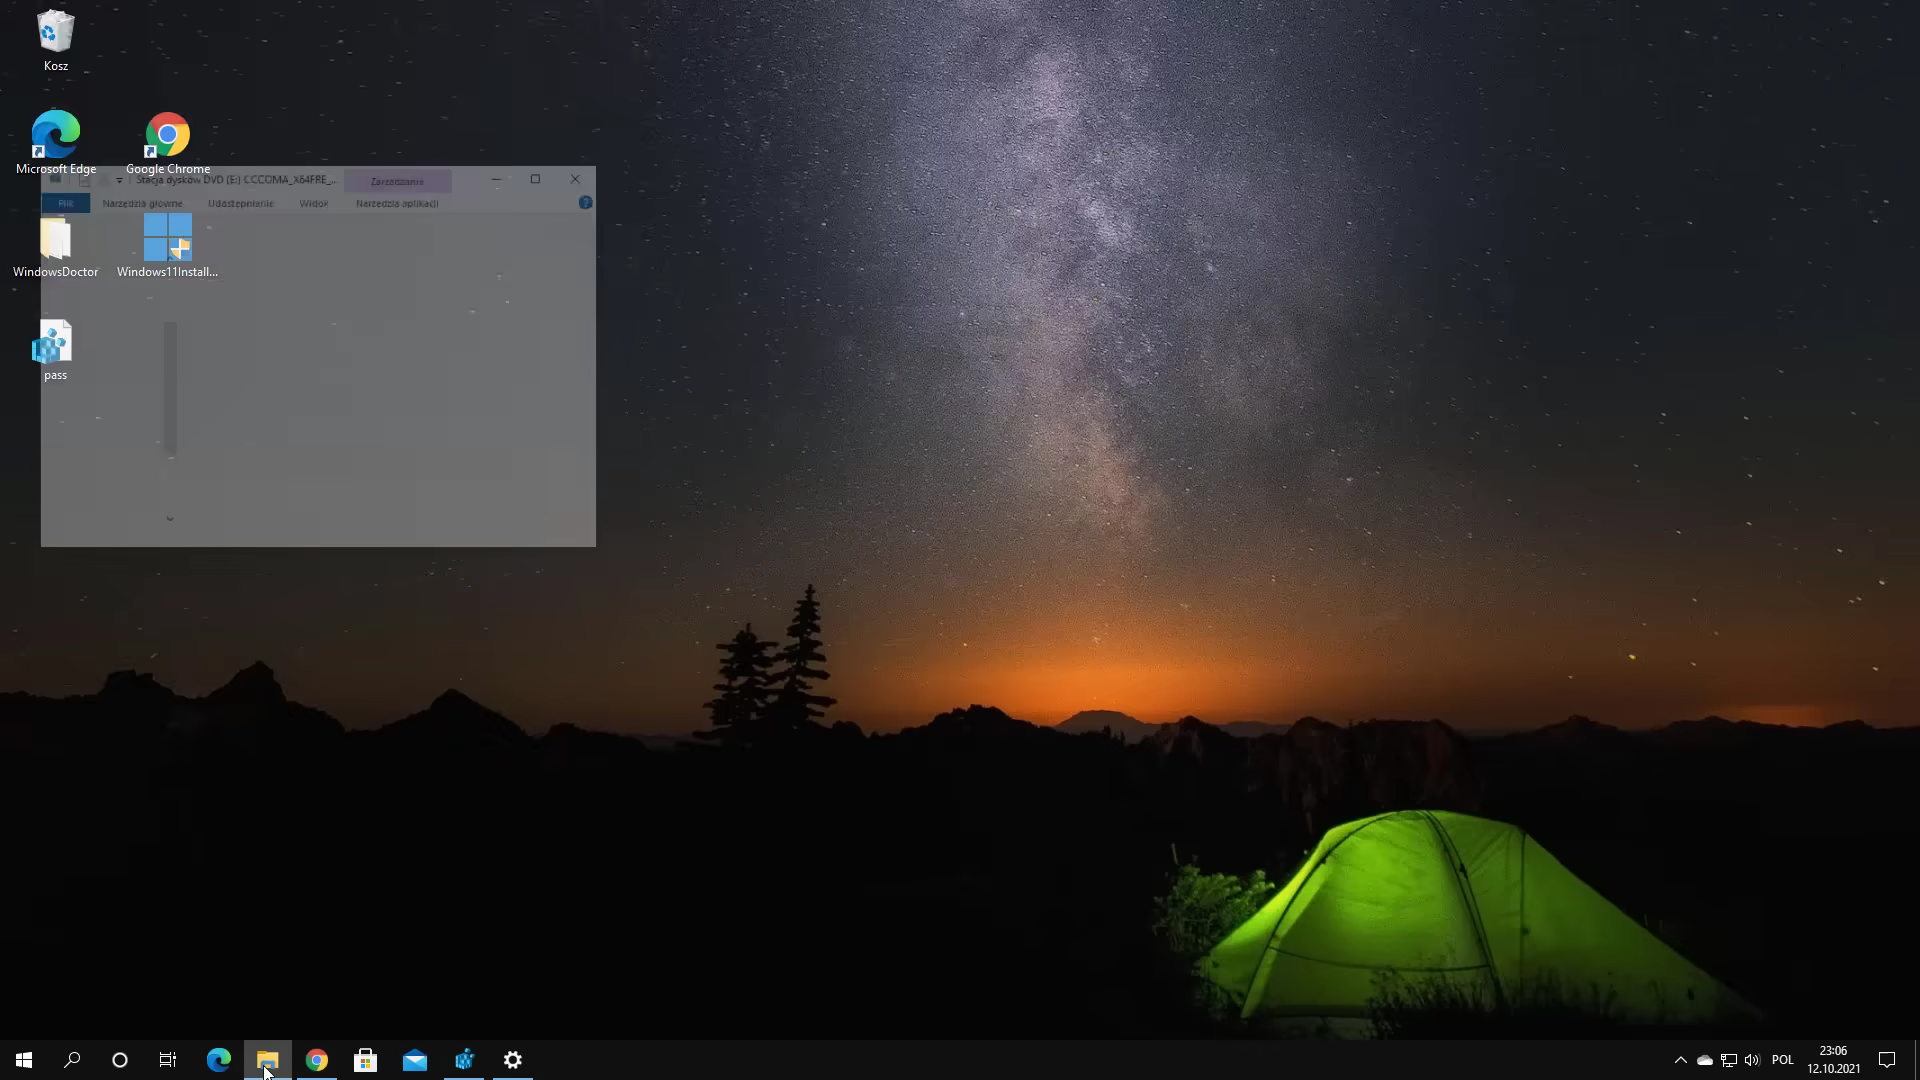 Kosz
Microsoft Edge
Google Chrome
Stacja dysków DVD (E:) CCCOMA_X64FRE_...
Zarządzanie
Plik
Narzędzia główne
Udostępnianie
Widok
Narzędzia aplikacji
WindowsDoctor
Windows11Install...
pass
POL
23:06
12.10.2021